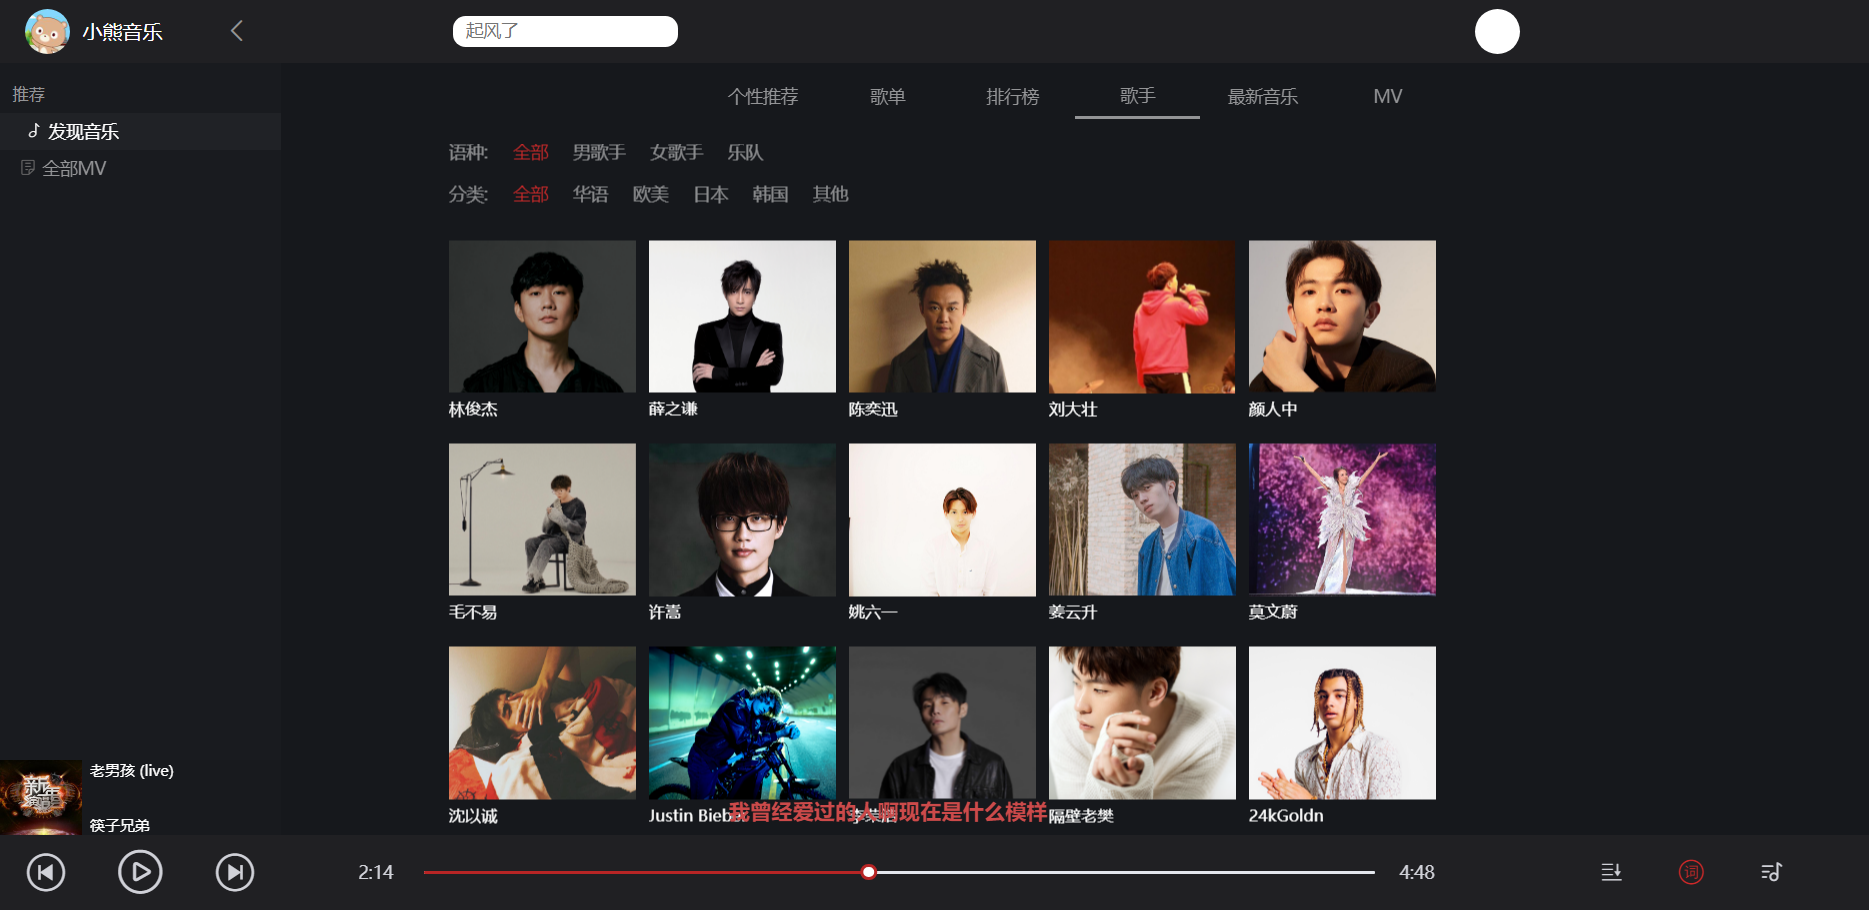 小熊音乐
起风了
推荐
发现音乐
全部MV
个性推荐 歌单 排行榜 歌手 最新音乐 MV
语种: 全部 男歌手 女歌手 乐队
分类: 全部 华语 欧美 日本 韩国 其他
林俊杰 薛之谦 陈奕迅 刘大壮 颜人中
毛不易 许嵩 姚六一 姜云升 莫文蔚
沈以诚 Justin Bieb 隔壁老樊 24kGoldn
我曾经爱过的人啊现在是什么模样
老男孩 (live)
筷子兄弟
2:14 4:48
词